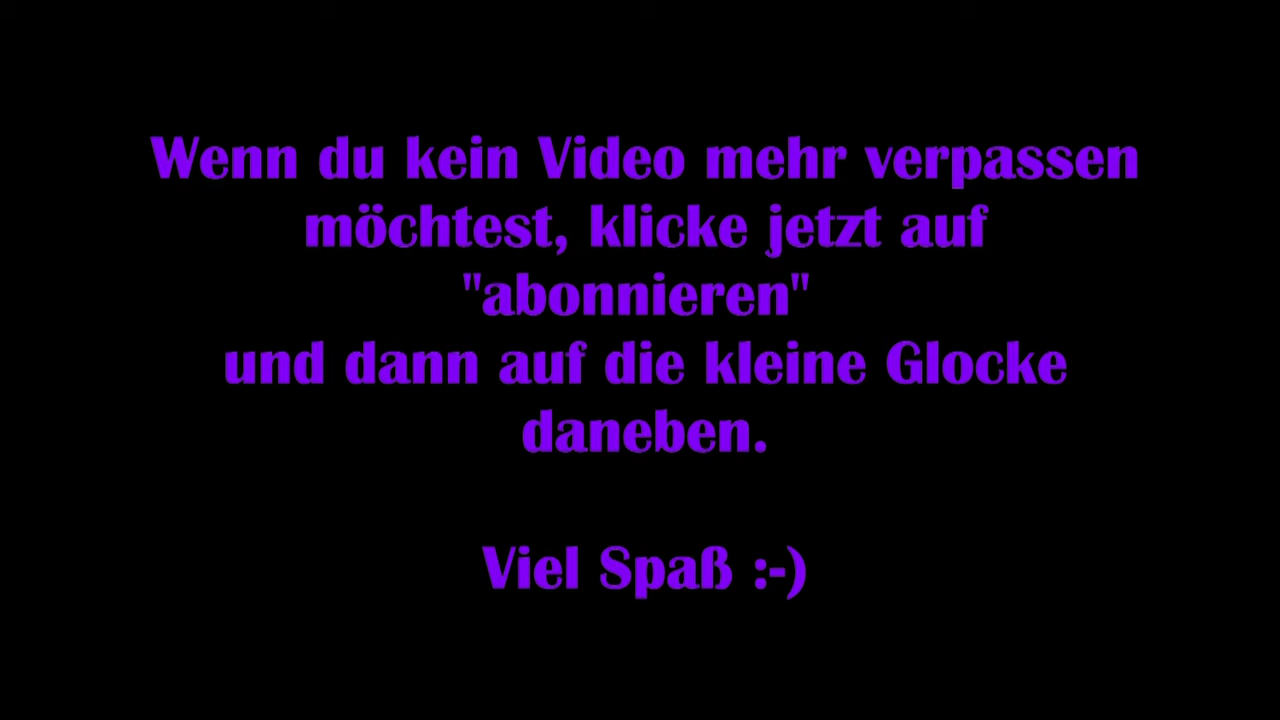 Wenn du kein Video mehr verpassen
möchtest, klicke jetzt auf
"abonnieren"
und dann auf die kleine Glocke
daneben.
Viel Spaß :-)